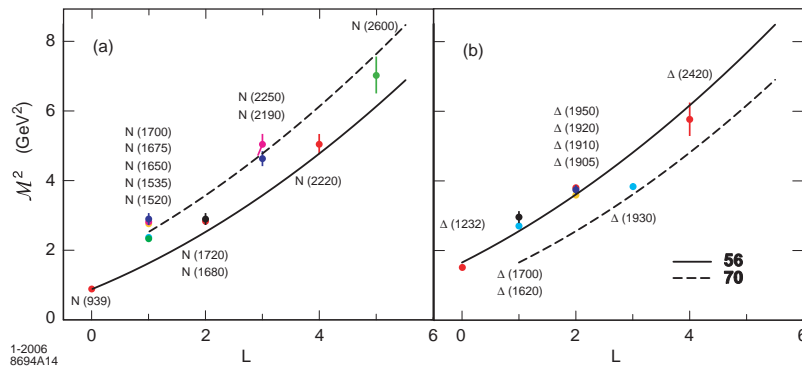 (a)
N (2600)
N (2250)
N (2190)
N (1700)
N (1675)
N (1650)
N (1535)
N (1520)
N (2220)
N (1720)
N (1680)
N (939)
8
6
4
2
0
ℳ² (GeV²)
0 2 4 6
L
(b)
Δ (2420)
Δ (1950)
Δ (1920)
Δ (1910)
Δ (1905)
Δ (1232)
Δ (1930)
Δ (1700)
Δ (1620)
56
70
0 2 4 6
L
1-2006
8694A14